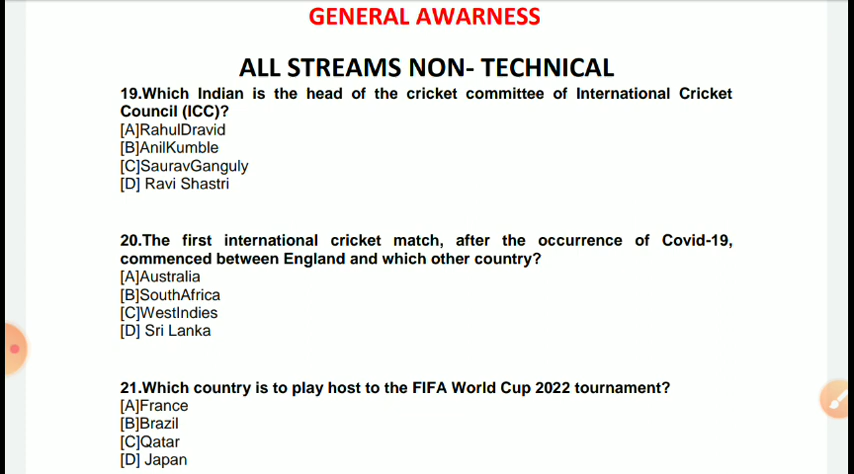 GENERAL AWARNESS
ALL STREAMS NON- TECHNICAL
19.Which Indian is the head of the cricket committee of International Cricket
Council (ICC)?
[A]RahulDravid
[B]AnilKumble
[C]SauravGanguly
[D] Ravi Shastri
20.The first international cricket match, after the occurrence of Covid-19,
commenced between England and which other country?
[A]Australia
[B]SouthAfrica
[C]WestIndies
[D] Sri Lanka
21.Which country is to play host to the FIFA World Cup 2022 tournament?
[A]France
[B]Brazil
[C]Qatar
[D] Japan